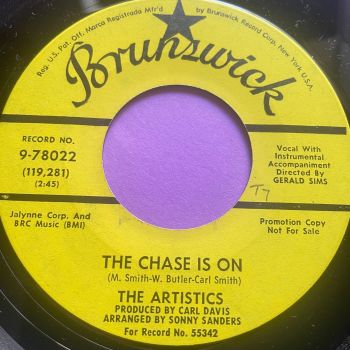 Reg. U.S. Pat. Off. Marca Registrada Mfr'd by Brunswick Record Corp. New York U.S.A.
Brunswick
RECORD NO.
9-78022
(119,281)
(2:45)
Vocal With
Instrumental
Accompaniment
Directed By
GERALD SIMS
T7
Jalynne Corp. And
BRC Music (BMI)
Promotion Copy
Not For Sale
THE CHASE IS ON
(M. Smith-W. Butler-Carl Smith)
THE ARTISTICS
PRODUCED BY CARL DAVIS
ARRANGED BY SONNY SANDERS
For Record No. 55342